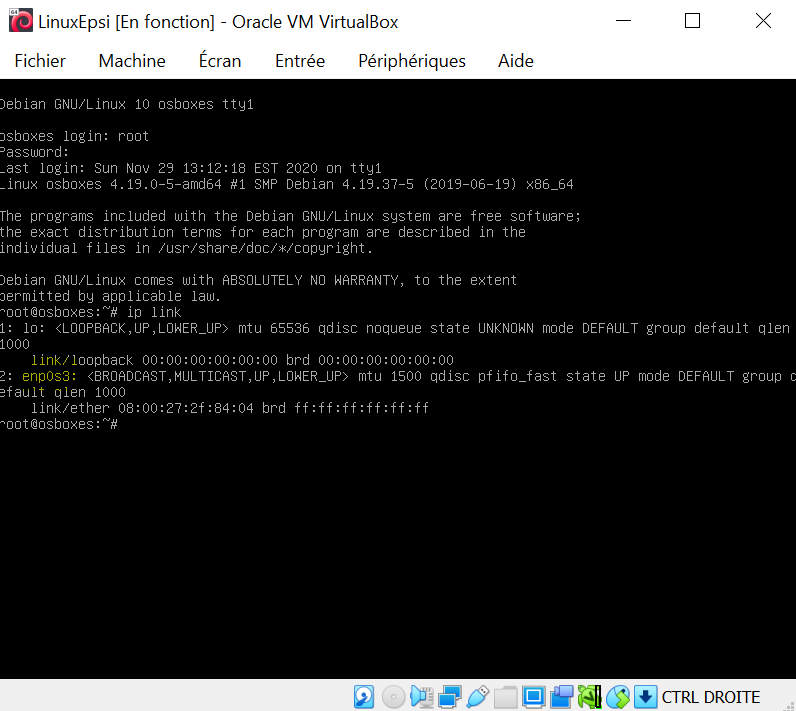 64
LinuxEpsi [En fonction] - Oracle VM VirtualBox
Fichier Machine Écran Entrée Périphériques Aide
Debian GNU/Linux 10 osboxes tty1
osboxes login: root
Password:
Last login: Sun Nov 29 13:12:18 EST 2020 on tty1
Linux osboxes 4.19.0-5-amd64 #1 SMP Debian 4.19.37-5 (2019-06-19) x86_64
The programs included with the Debian GNU/Linux system are free software;
the exact distribution terms for each program are described in the
individual files in /usr/share/doc/*/copyright.
Debian GNU/Linux comes with ABSOLUTELY NO WARRANTY, to the extent
permitted by applicable law.
root@osboxes:~# ip link
1: lo: <LOOPBACK,UP,LOWER_UP> mtu 65536 qdisc noqueue state UNKNOWN mode DEFAULT group default qlen
1000
link/loopback 00:00:00:00:00:00 brd 00:00:00:00:00:00
2: enp0s3: <BROADCAST,MULTICAST,UP,LOWER_UP> mtu 1500 qdisc pfifo_fast state UP mode DEFAULT group d
efault qlen 1000
link/ether 08:00:27:2f:84:04 brd ff:ff:ff:ff:ff:ff
root@osboxes:~#
CTRL DROITE